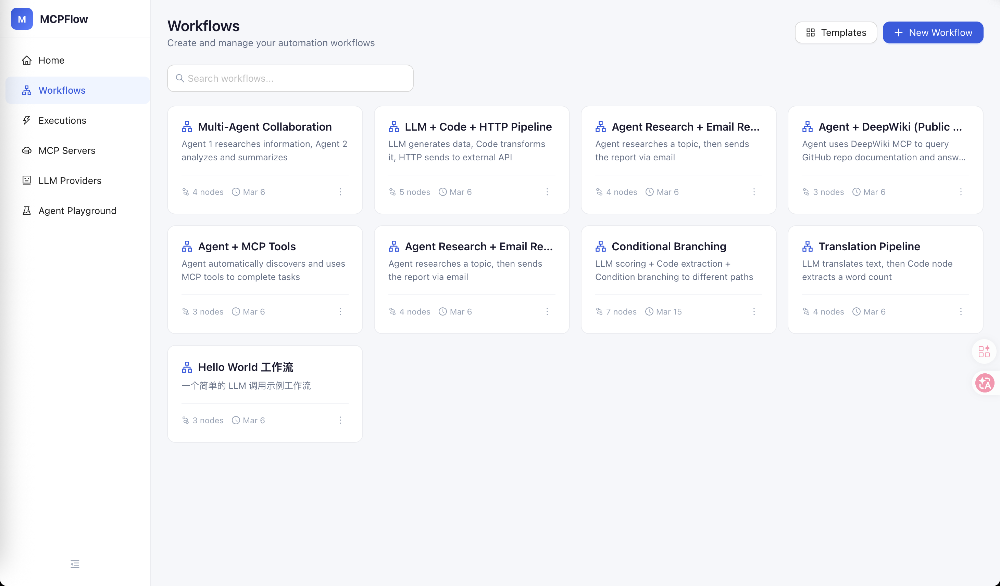 M MCPFlow
Home
Workflows
Executions
MCP Servers
LLM Providers
Agent Playground
Workflows
Create and manage your automation workflows
Templates
New Workflow
Search workflows...
Multi-Agent Collaboration
Agent 1 researches information, Agent 2
analyzes and summarizes
4 nodes Mar 6
LLM + Code + HTTP Pipeline
LLM generates data, Code transforms
it, HTTP sends to external API
5 nodes Mar 6
Agent Research + Email Re...
Agent researches a topic, then sends
the report via email
4 nodes Mar 6
Agent + DeepWiki (Public ...
Agent uses DeepWiki MCP to query
GitHub repo documentation and answ...
3 nodes Mar 6
Agent + MCP Tools
Agent automatically discovers and uses
MCP tools to complete tasks
3 nodes Mar 6
Agent Research + Email Re...
Agent researches a topic, then sends
the report via email
4 nodes Mar 6
Conditional Branching
LLM scoring + Code extraction +
Condition branching to different paths
7 nodes Mar 15
Translation Pipeline
LLM translates text, then Code node
extracts a word count
4 nodes Mar 6
Hello World 工作流
一个简单的 LLM 调用示例工作流
3 nodes Mar 6
A